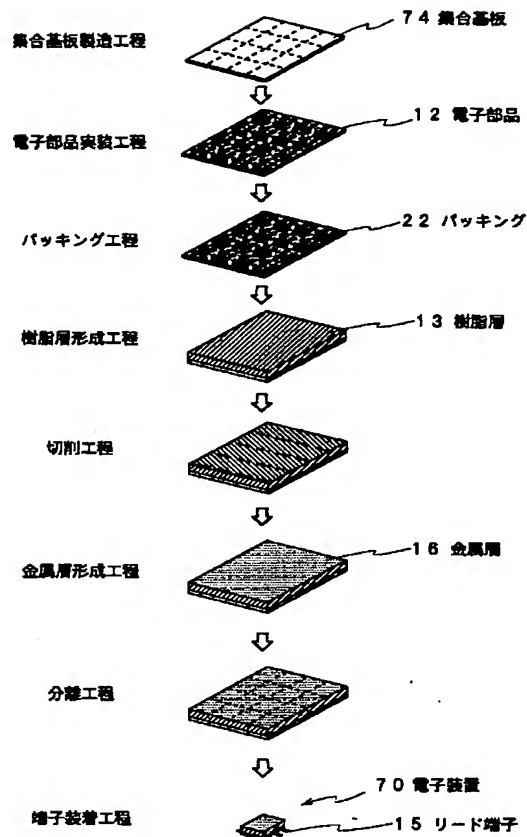 集合基板製造工程
74 集合基板
電子部品実装工程
12 電子部品
パッキング工程
22 パッキング
樹脂層形成工程
13 樹脂層
切削工程
金属層形成工程
16 金属層
分離工程
70 電子装置
端子装着工程
15 リード端子